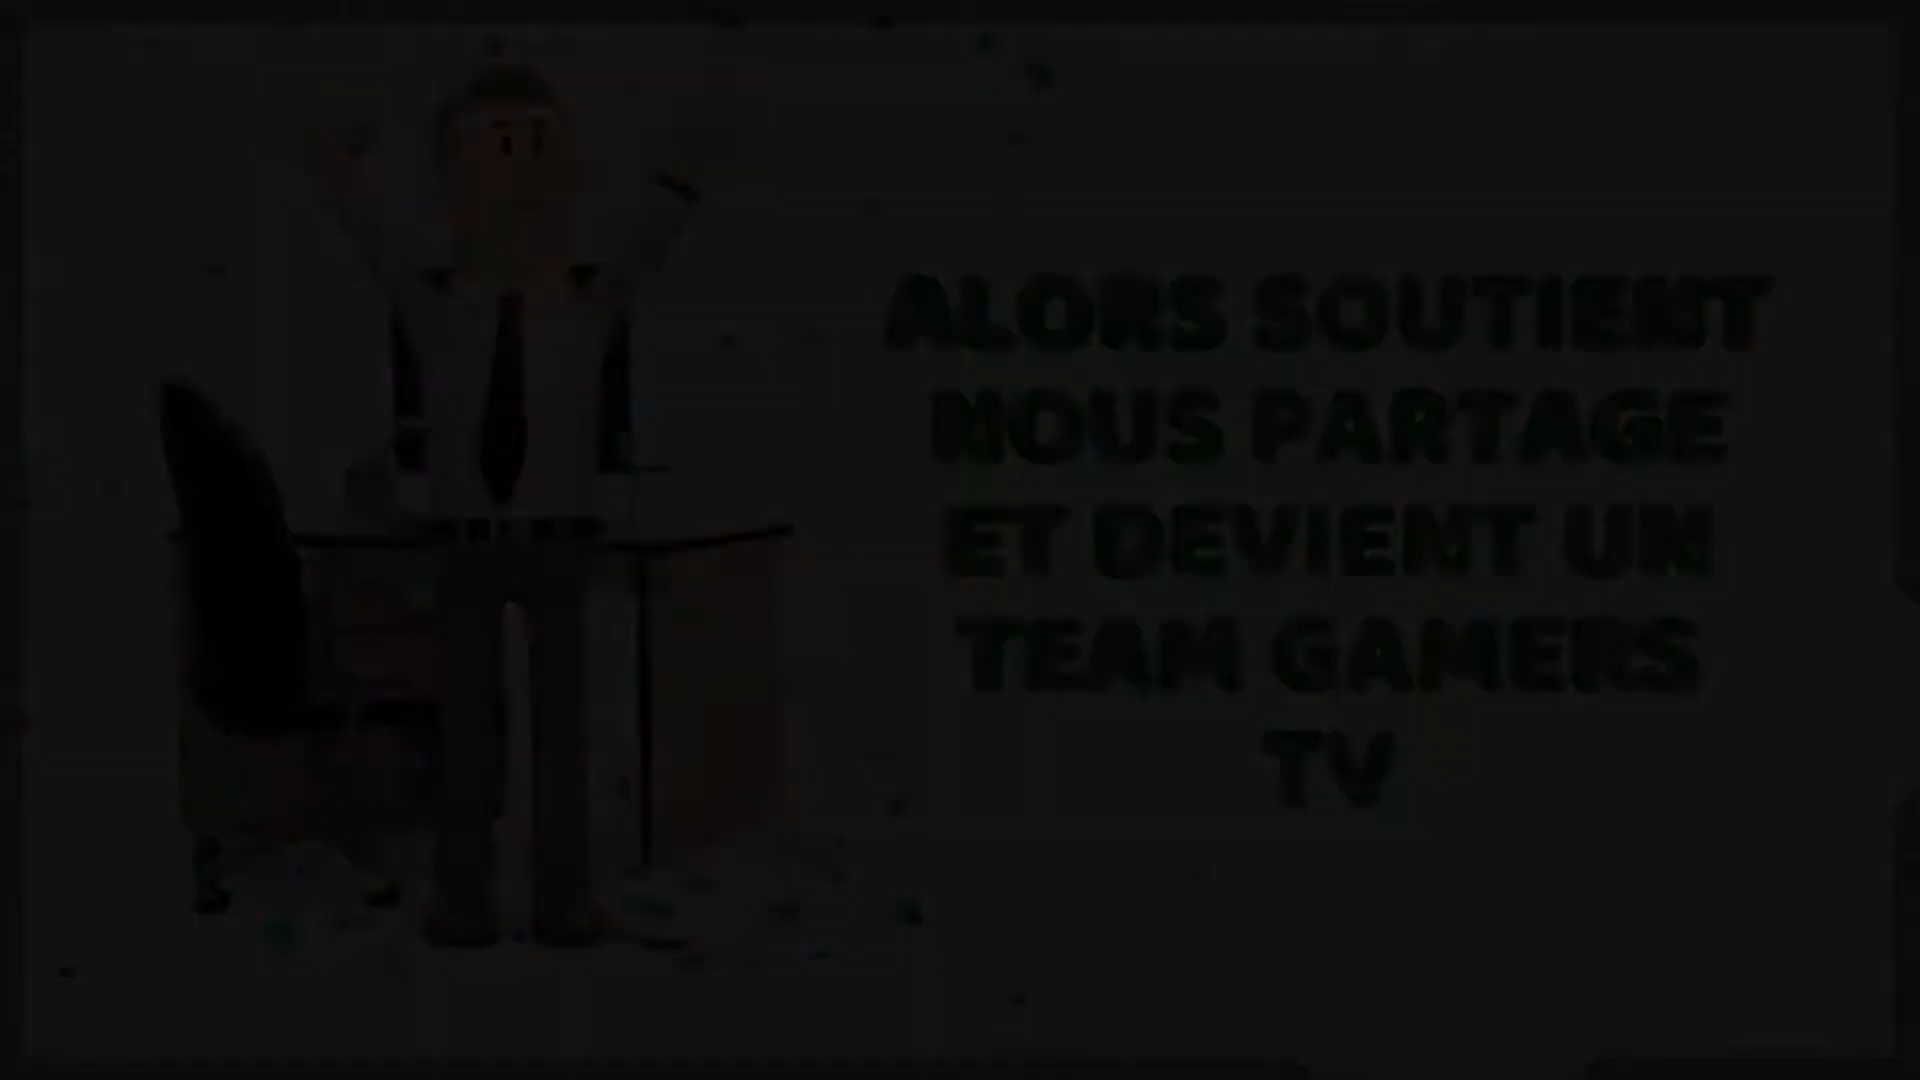 ALORS SOUTIENT
NOUS PARTAGE
ET DEVIENT UN
TEAM GAMERS
TV